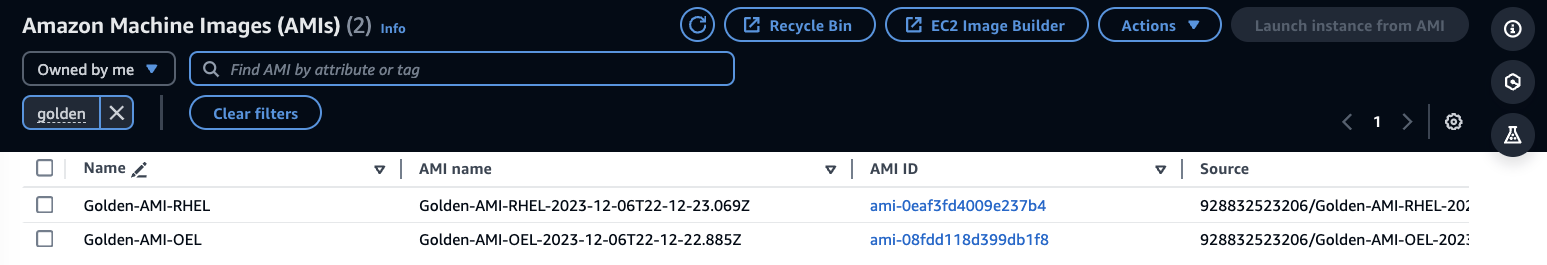 Amazon Machine Images (AMIs) (2) Info
Recycle Bin
EC2 Image Builder
Actions
Launch instance from AMI
Owned by me
Find AMI by attribute or tag
golden
Clear filters
1
Name AMI name AMI ID Source
Golden-AMI-RHEL Golden-AMI-RHEL-2023-12-06T22-12-23.069Z ami-0eaf3fd4009e237b4 928832523206/Golden-AMI-RHEL-202
Golden-AMI-OEL Golden-AMI-OEL-2023-12-06T22-12-22.885Z ami-08fdd118d399db1f8 928832523206/Golden-AMI-OEL-2023